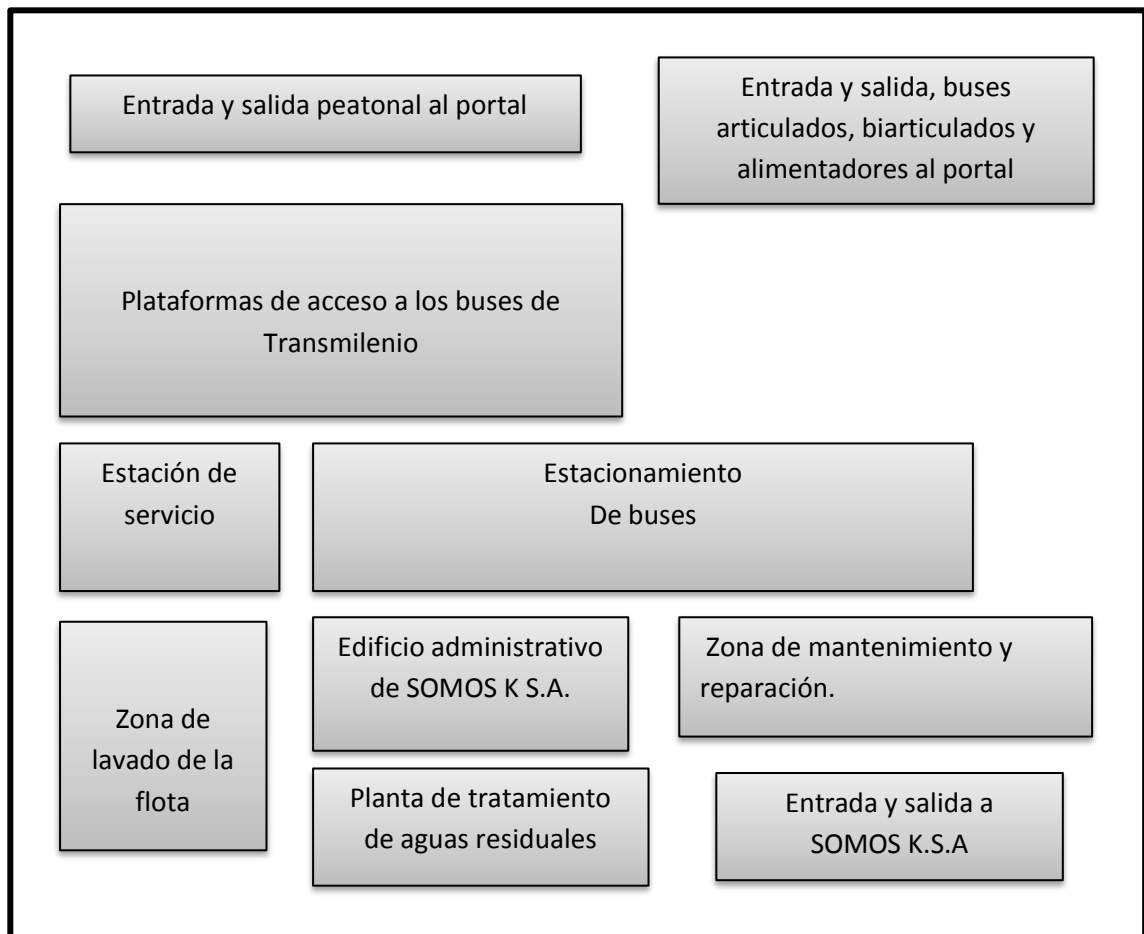 Entrada y salida peatonal al portal
Entrada y salida, buses
articulados, biarticulados y
alimentadores al portal
Plataformas de acceso a los buses de
Transmilenio
Estación de
servicio
Estacionamiento
De buses
Zona de
lavado de la
flota
Edificio administrativo
de SOMOS K S.A.
Zona de mantenimiento y
reparación.
Planta de tratamiento
de aguas residuales
Entrada y salida a
SOMOS K.S.A